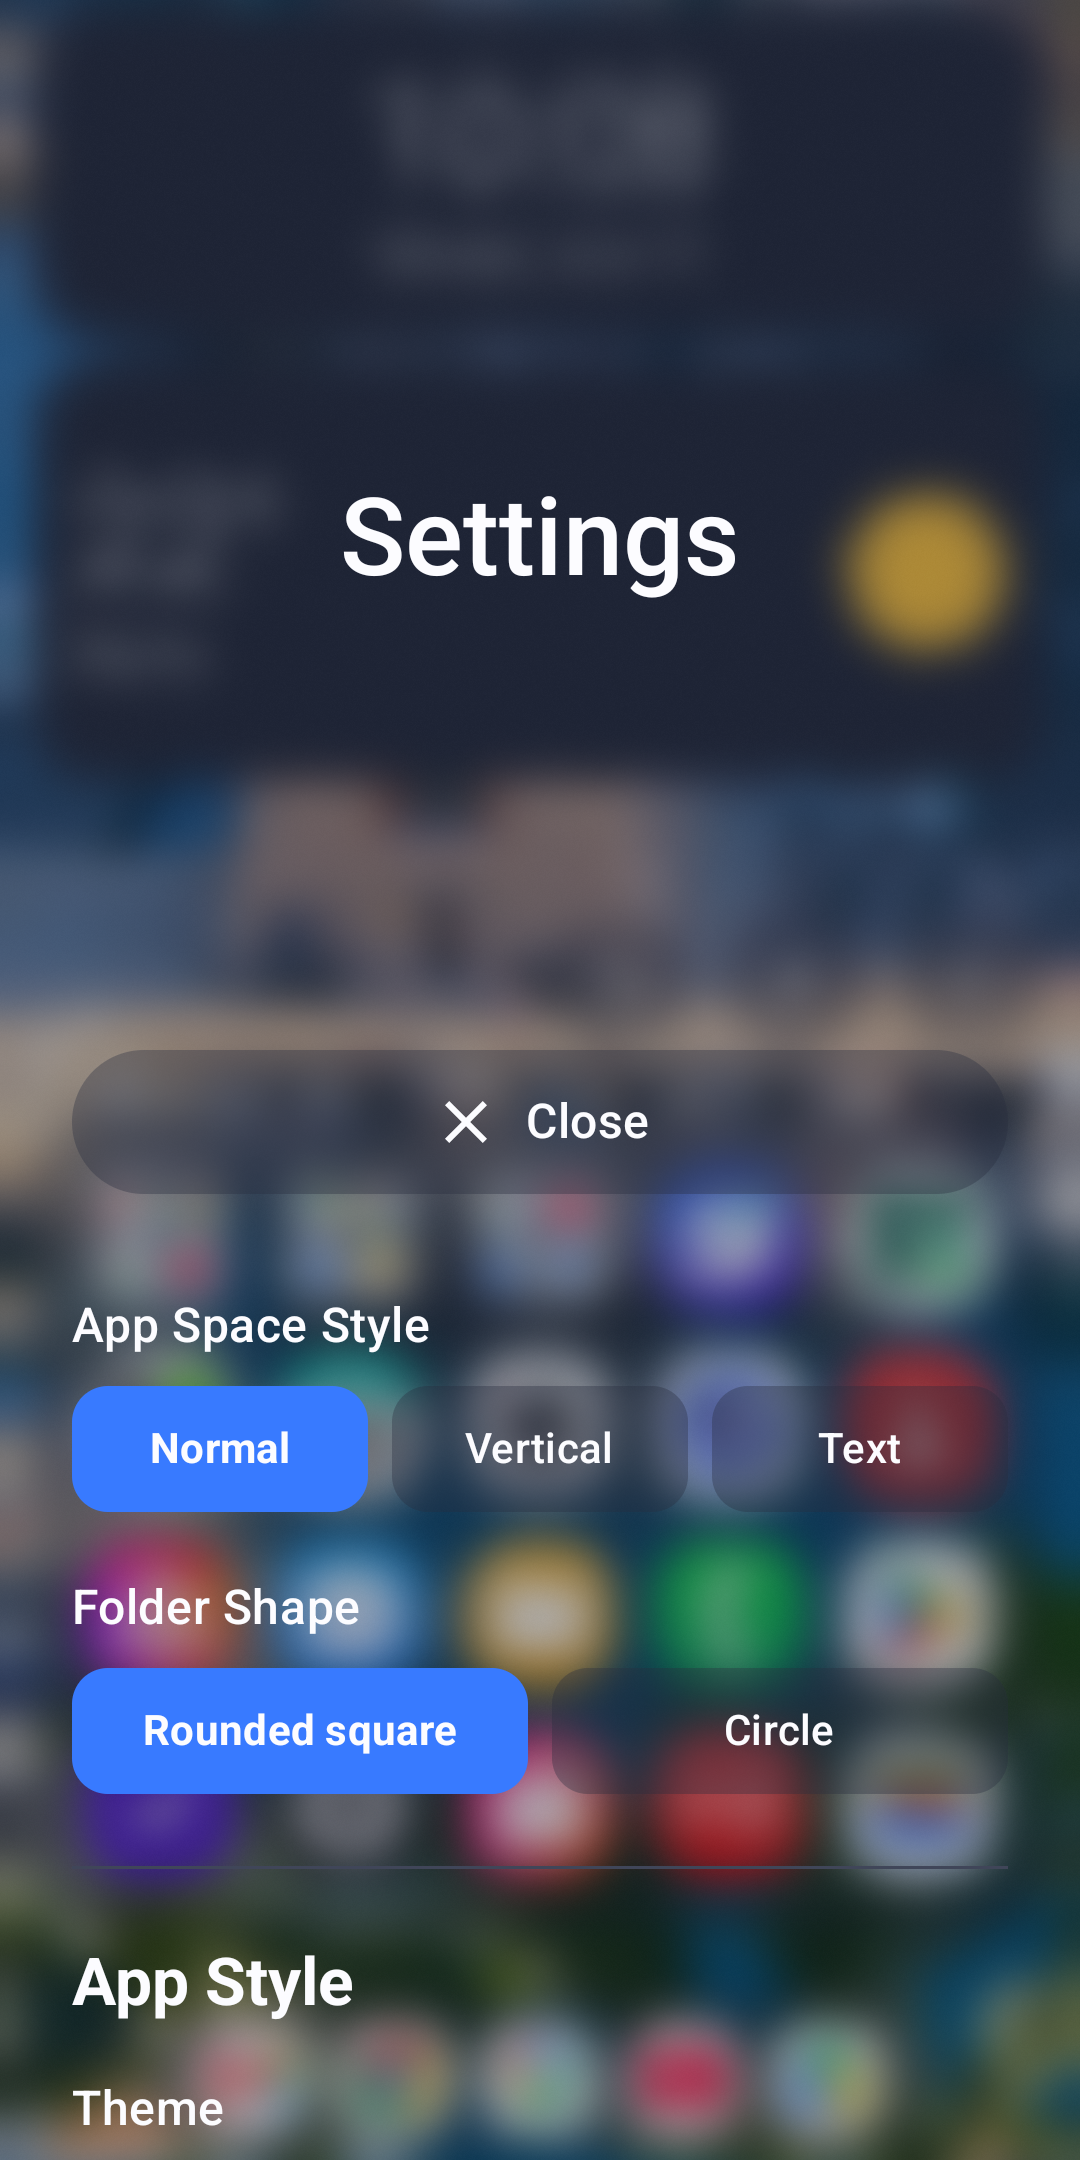 Settings
Close
App Space Style
Normal
Vertical
Text
Folder Shape
Rounded square
Circle
App Style
Theme